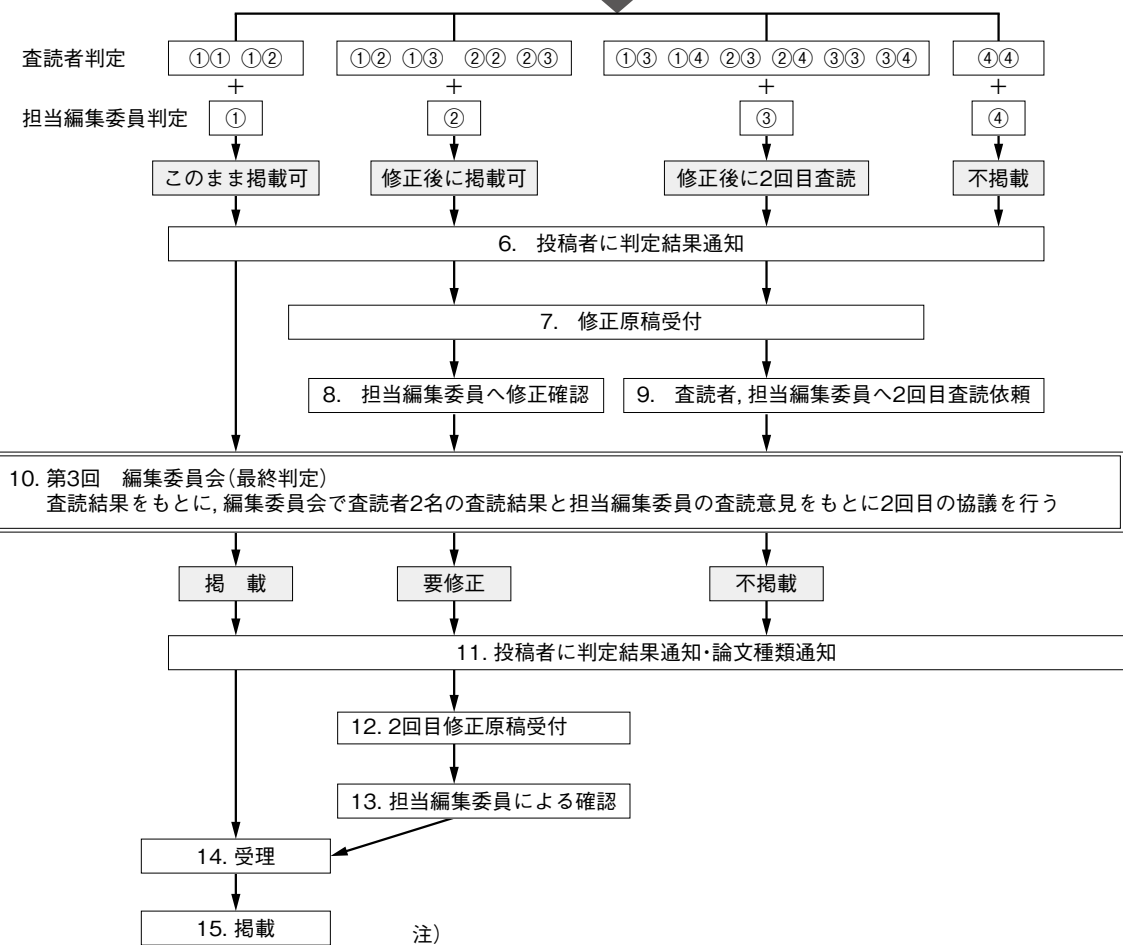 査読者判定 ①① ①② ①② ①③ ②② ②③ ①③ ①④ ②③ ②④ ③③ ③④ ④④
+ + + +
担当編集委員判定 ① ② ③ ④
このまま掲載可 修正後に掲載可 修正後に2回目査読 不掲載
6. 投稿者に判定結果通知
7. 修正原稿受付
8. 担当編集委員へ修正確認 9. 査読者,担当編集委員へ2回目査読依頼
10. 第3回 編集委員会(最終判定)
査読結果をもとに,編集委員会で査読者2名の査読結果と担当編集委員の査読意見をもとに2回目の協議を行う
掲 載 要修正 不掲載
11. 投稿者に判定結果通知・論文種類通知
12. 2回目修正原稿受付
13. 担当編集委員による確認
14. 受理
15. 掲載 注)